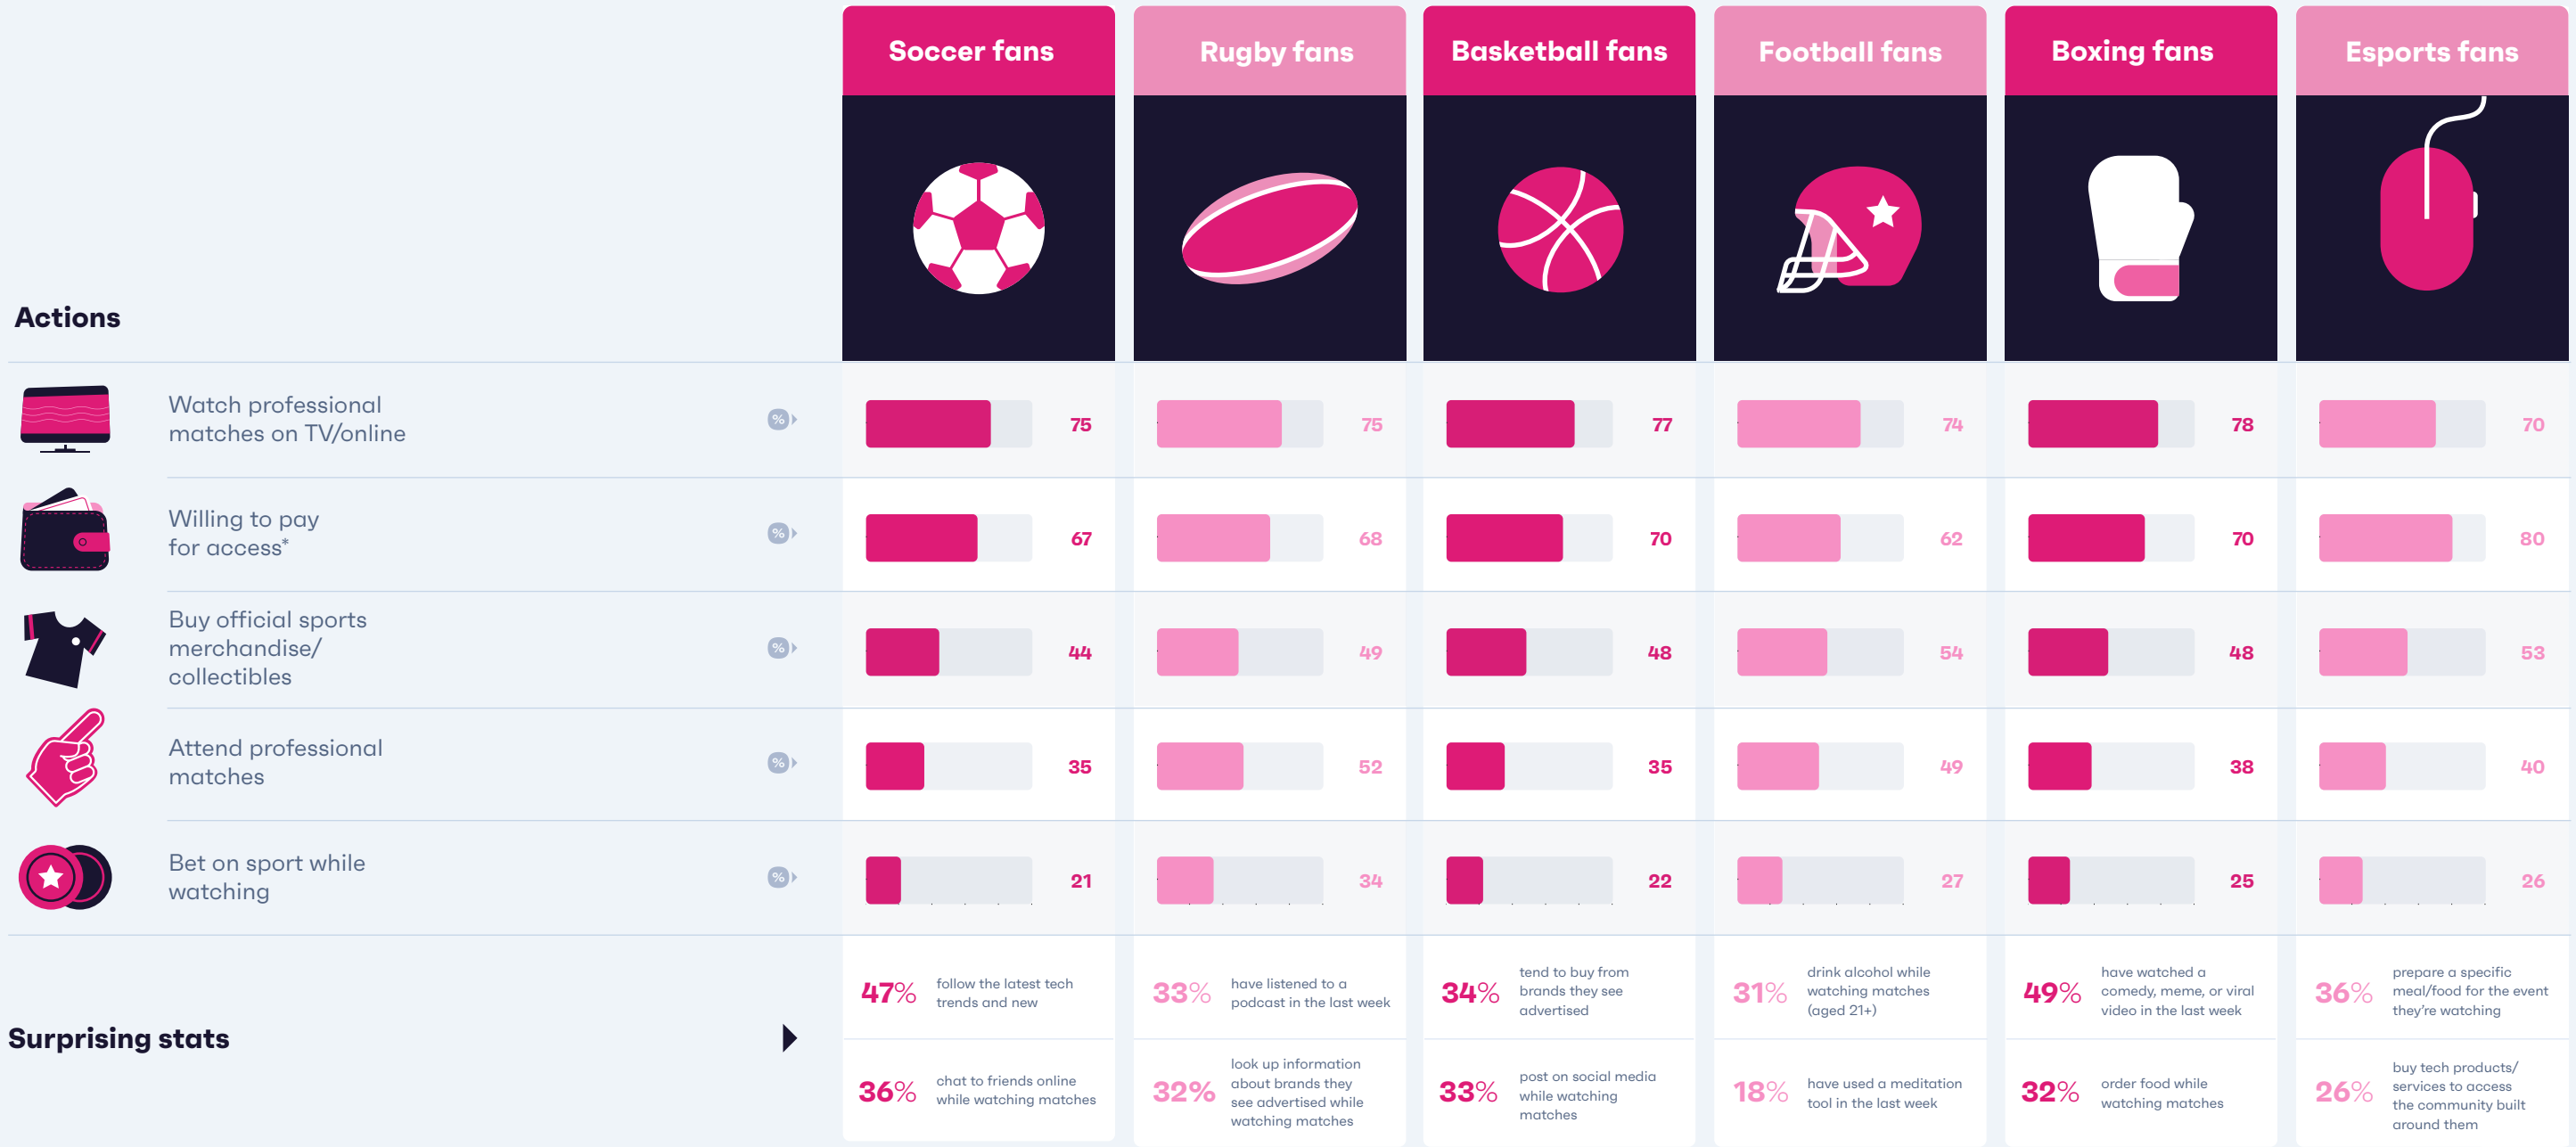 Soccer fans
Rugby fans
Basketball fans
Football fans
Boxing fans
Esports fans
Actions
Watch professional
matches on TV/online
%
75
75
77
74
78
70
Willing to pay
for access*
%
67
68
70
62
70
80
Buy official sports
merchandise/
collectibles
%
44
49
48
54
48
53
Attend professional
matches
%
35
52
35
49
38
40
Bet on sport while
watching
%
21
34
22
27
25
26
Surprising stats
47%
follow the latest tech
trends and new
33%
have listened to a
podcast in the last week
34%
tend to buy from
brands they see
advertised
31%
drink alcohol while
watching matches
(aged 21+)
49%
have watched a
comedy, meme, or viral
video in the last week
36%
prepare a specific
meal/food for the event
they're watching
36%
chat to friends online
while watching matches
32%
look up information
about brands they
see advertised while
watching matches
33%
post on social media
while watching
matches
18%
have used a meditation
tool in the last week
32%
order food while
watching matches
26%
buy tech products/
services to access
the community built
around them